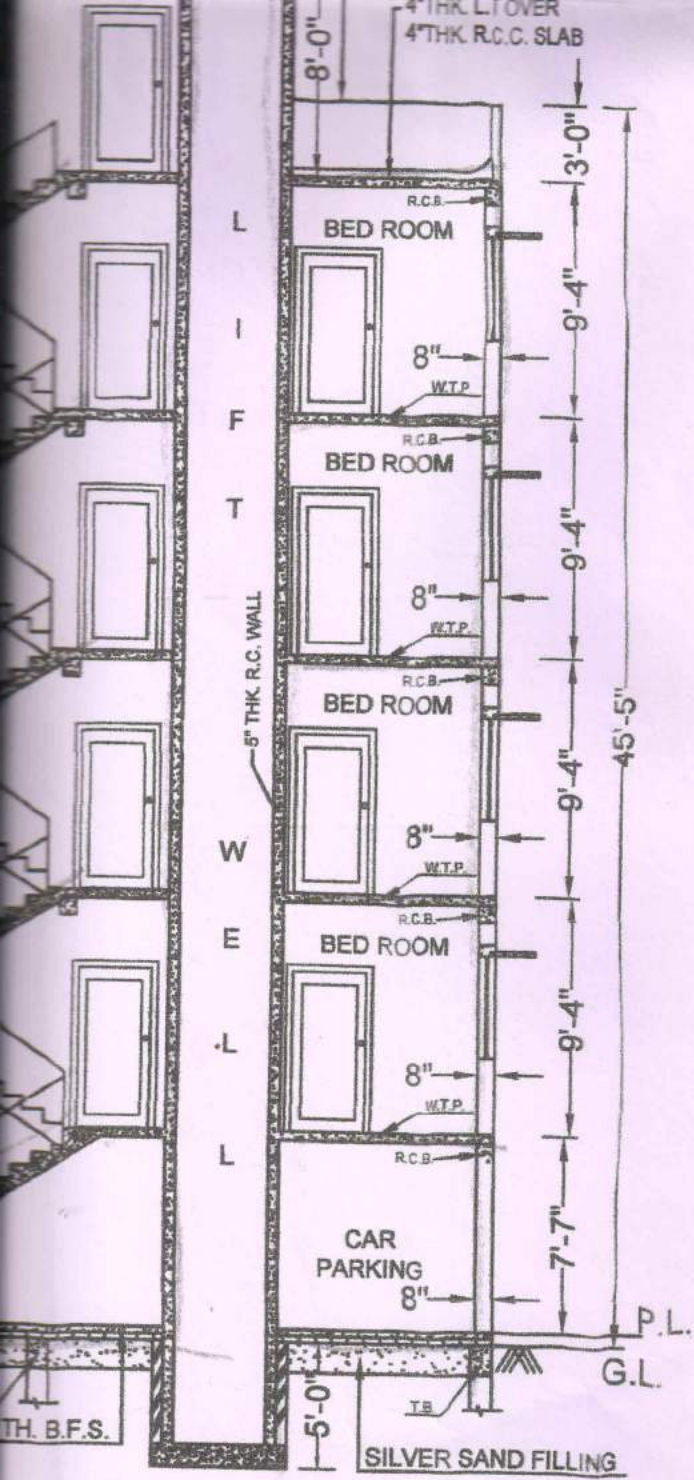 4" THK. L.T OVER
4" THK. R.C.C. SLAB
8'-0"
3'-0"
R.C.B.
BED ROOM
9'-4"
8"
W.T.P
R.C.B.
BED ROOM
9'-4"
8"
W.T.P.
5" THK. R.C. WALL
R.C.B.
BED ROOM
9'-4"
45'-5"
8"
W.T.P.
R.C.B.
BED ROOM
9'-4"
8"
W.T.P.
R.C.B.
LIFT
WELL
CAR
PARKING
7'-7"
8"
P.L.
G.L.
5'-0"
T.B.
TH. B.F.S.
SILVER SAND FILLING